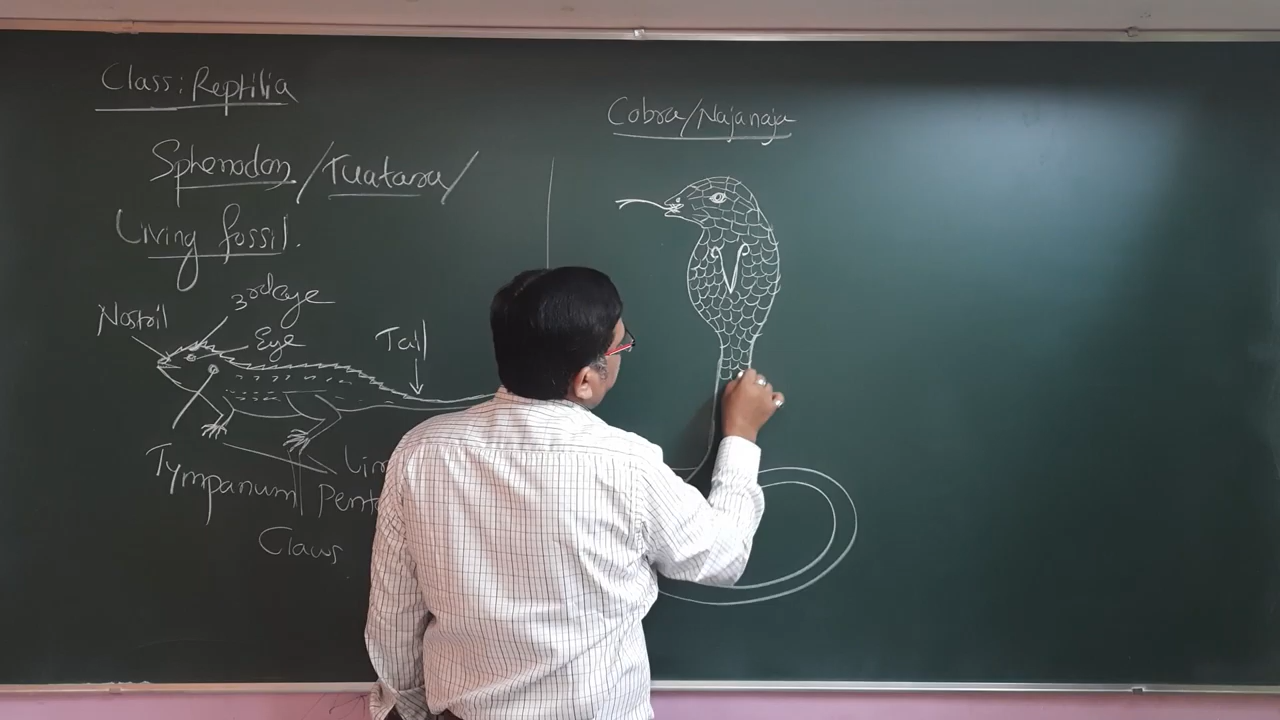 Class: Reptilia
Sphenodon/Tuatara/
Living fossil.
3rd eye
Nostril
Eye
Tail
Tympanum
Claws
Cobra/Naja naja